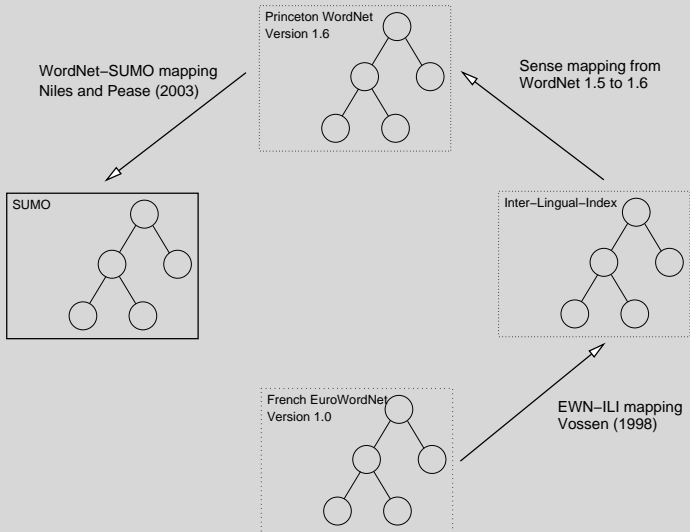 Princeton WordNet
Version 1.6
WordNet–SUMO mapping
Niles and Pease (2003)
Sense mapping from
WordNet 1.5 to 1.6
SUMO
Inter–Lingual–Index
French EuroWordNet
Version 1.0
EWN–ILI mapping
Vossen (1998)